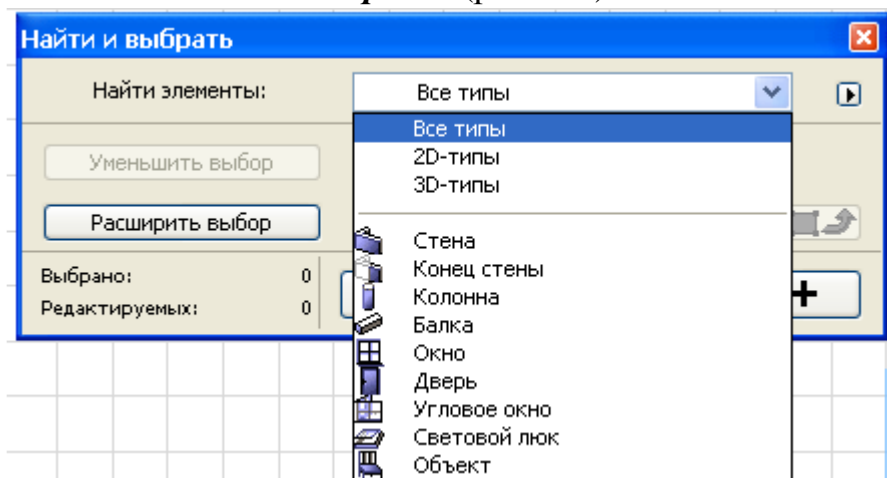 Найти и выбрать
Найти элементы:
Все типы
Все типы
2D-типы
3D-типы
Уменьшить выбор
Расширить выбор
Стена
Конец стены
Колонна
Балка
Окно
Дверь
Угловое окно
Световой люк
Объект
Выбрано: 0
Редактируемых: 0
+